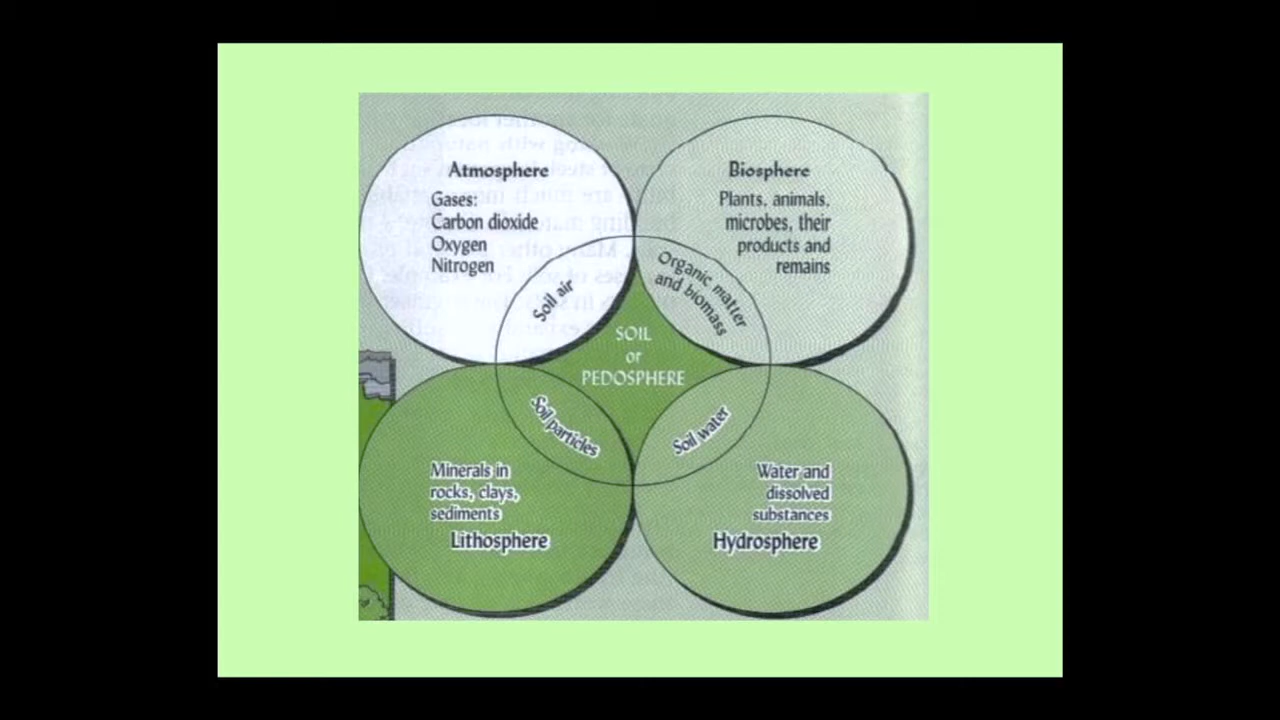 Atmosphere
Gases:
Carbon dioxide
Oxygen
Nitrogen
Biosphere
Plants, animals,
microbes, their
products and
remains
Soil air
Organic matter
and biomass
SOIL
or
PEDOSPHERE
Soil particles
Soil water
Minerals in
rocks, clays,
sediments
Lithosphere
Water and
dissolved
substances
Hydrosphere